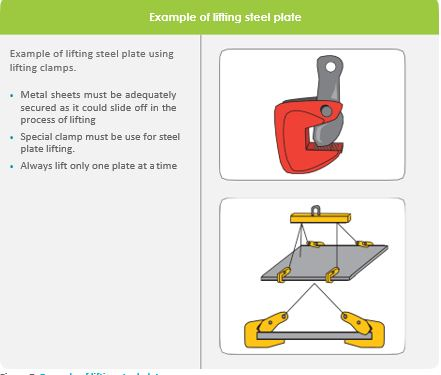 Example of lifting steel plate
Example of lifting steel plate using
lifting clamps.
• Metal sheets must be adequately
secured as it could slide off in the
process of lifting
• Special clamp must be use for steel
plate lifting.
• Always lift only one plate at a time